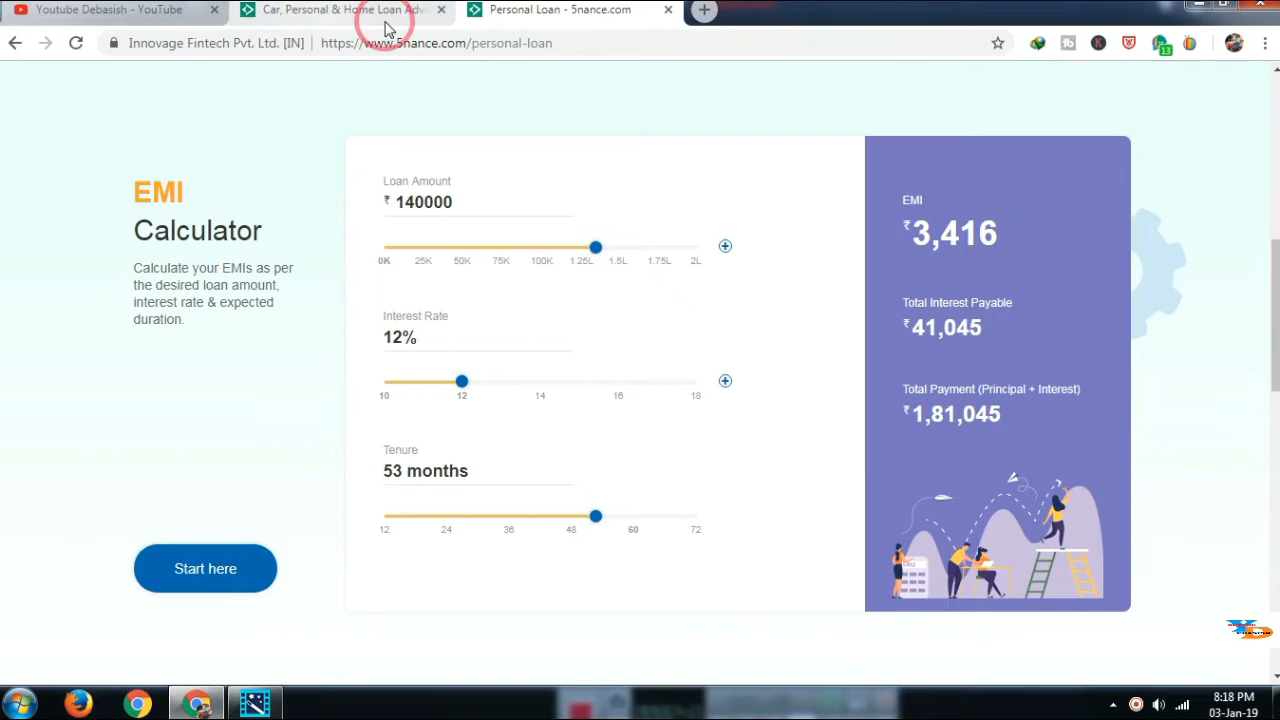 Youtube Debasish - YouTube
Car, Personal & Home Loan Adv
Personal Loan - 5nance.com
Innovage Fintech Pvt. Ltd. [IN]
https://www.5nance.com/personal-loan
13
EMI
Calculator
Calculate your EMIs as per
the desired loan amount,
interest rate & expected
duration.
Start here
Loan Amount
₹ 140000
0K 25K 50K 75K 100K 1.25L 1.5L 1.75L 2L
Interest Rate
12%
10 12 14 16 18
Tenure
53 months
12 24 36 48 60 72
EMI
₹3,416
Total Interest Payable
₹41,045
Total Payment (Principal + Interest)
₹1,81,045
8:18 PM
03-Jan-19